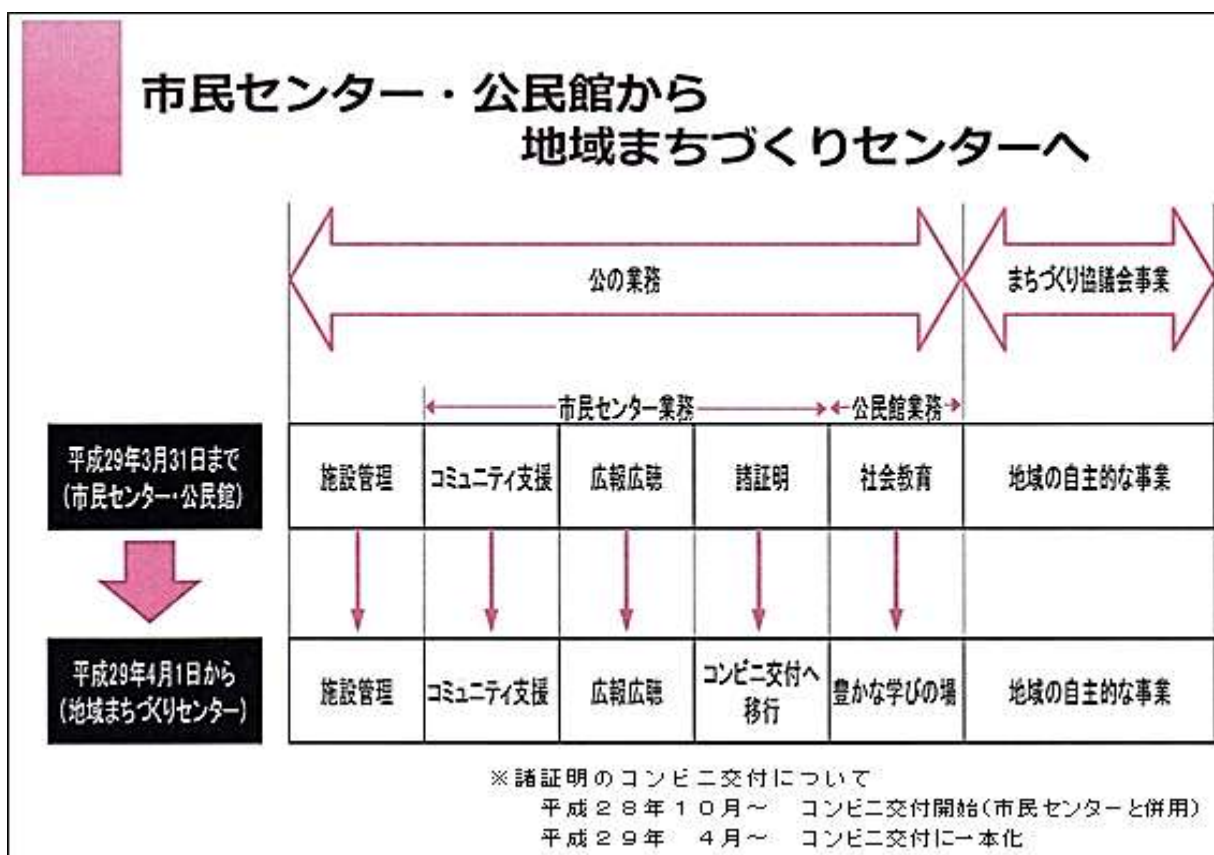 市民センター・公民館から
地域まちづくりセンターへ
公の業務
まちづくり協議会事業
市民センター業務
公民館業務
平成29年3月31日まで
(市民センター・公民館)
施設管理
コミュニティ支援
広報広聴
諸証明
社会教育
地域の自主的な事業
平成29年4月1日から
(地域まちづくりセンター)
施設管理
コミュニティ支援
広報広聴
コンビニ交付へ
移行
豊かな学びの場
地域の自主的な事業
※諸証明のコンビニ交付について
平成28年10月～　コンビニ交付開始(市民センターと併用)
平成29年　4月～　コンビニ交付に一本化